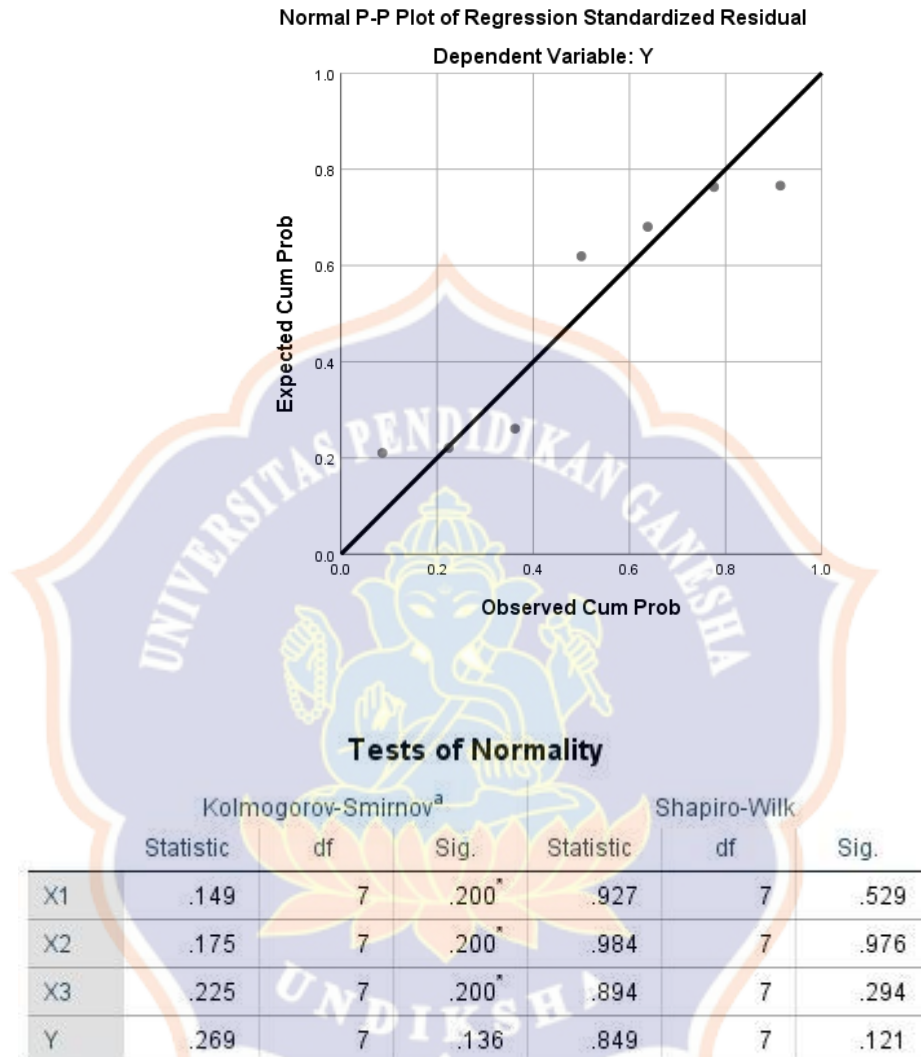 Normal P-P Plot of Regression Standardized Residual
Dependent Variable: Y
1.0
0.8
0.6
0.4
0.2
0.0
Expected Cum Prob
0.0 0.2 0.4 0.6 0.8 1.0
Observed Cum Prob
UNIVERSITAS PENDIDIKAN GANESHA
Tests of Normality
Kolmogorov-Smirnovᵃ Shapiro-Wilk
Statistic df Sig. Statistic df Sig.
X1 .149 7 .200* .927 7 .529
X2 .175 7 .200* .984 7 .976
X3 .225 7 .200* .894 7 .294
Y .269 7 .136 .849 7 .121
UNDIKSHA